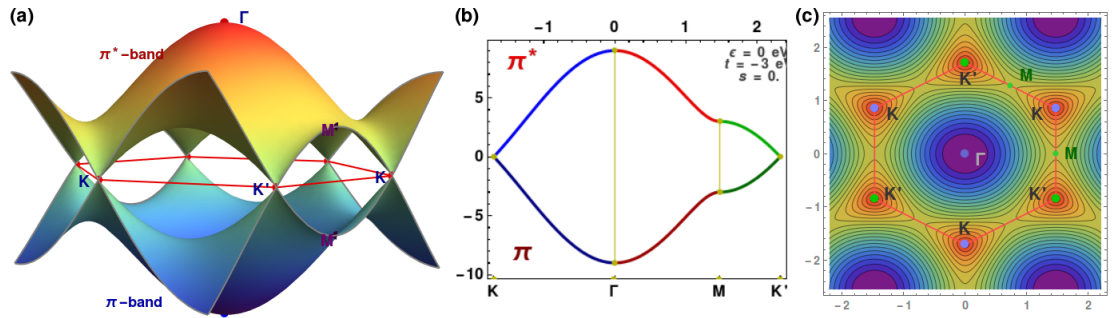 (a)
Γ
π*-band
M
K
K'
K
M
π-band
(b)
-1
0
1
2
π*
ϵ = 0 eV
t = -3 eV
s = 0.
5
0
-5
-10
π
K
Γ
M
K'
(c)
2
1
0
-1
-2
K'
M
K
K
Γ
M
K'
K'
K
-2
-1
0
1
2